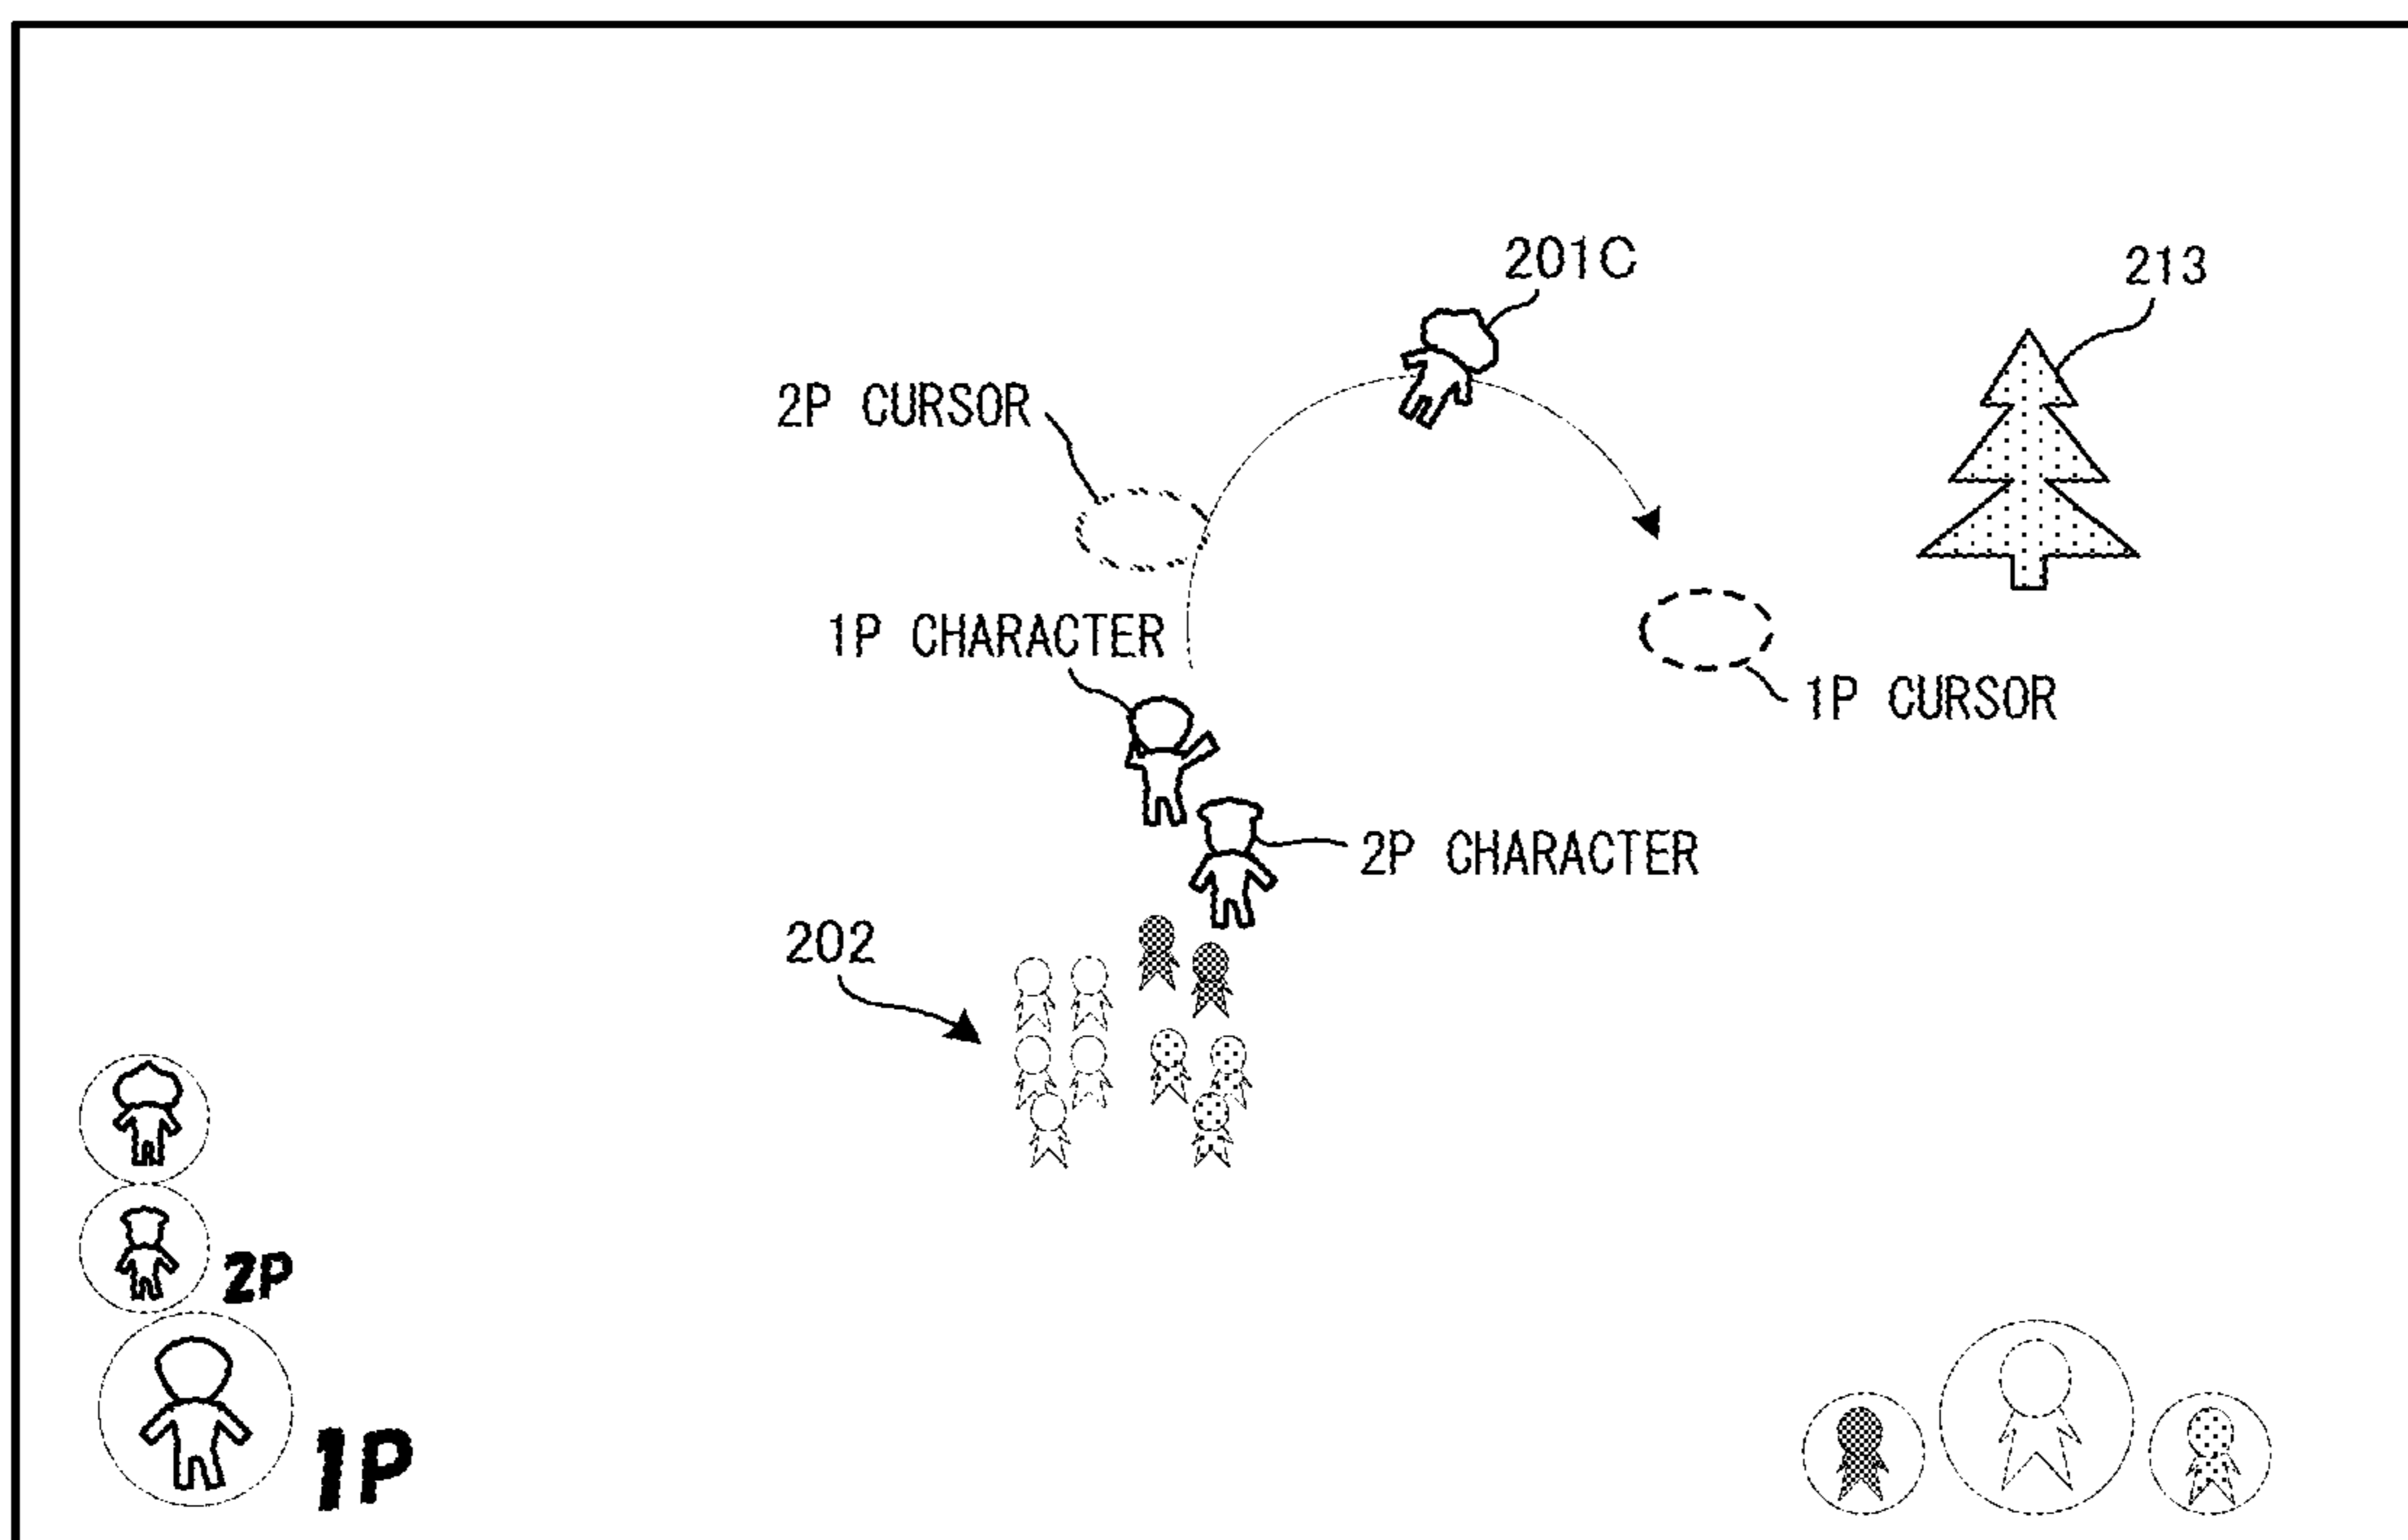 201C
213
2P CURSOR
1P CHARACTER
1P CURSOR
2P CHARACTER
202
2P
1P